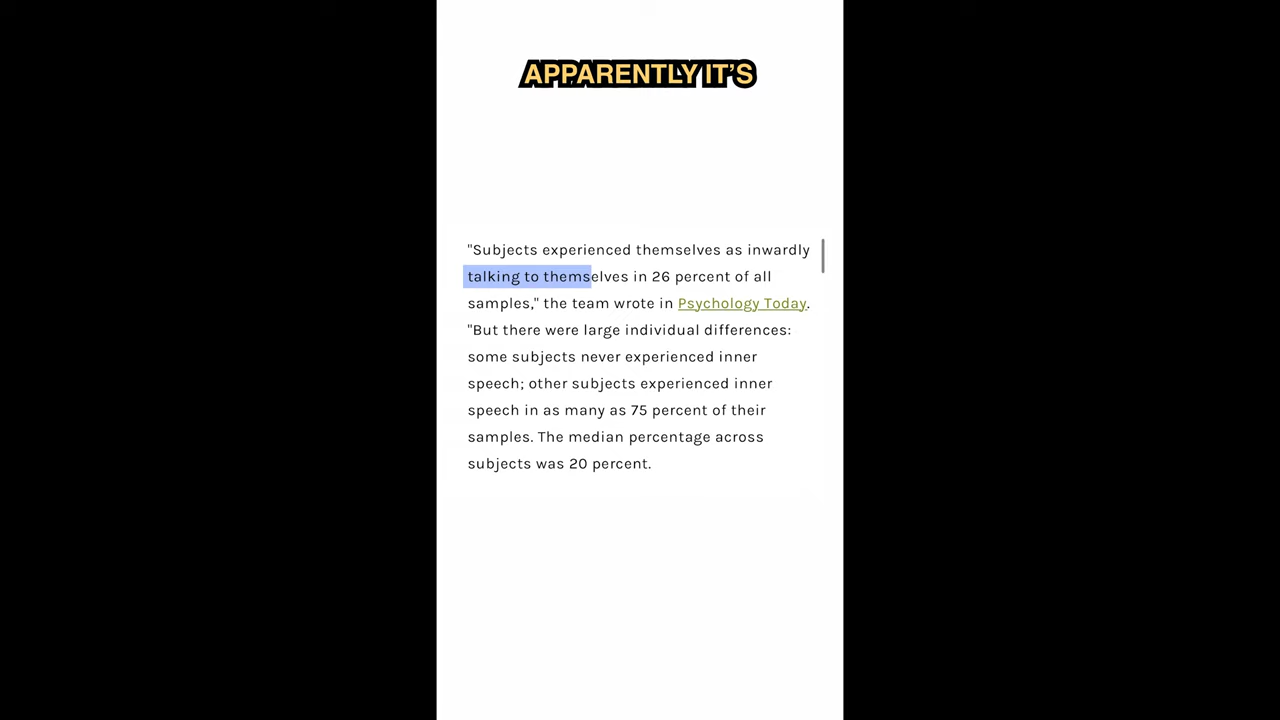 APPARENTLY IT’S
"Subjects experienced themselves as inwardly
talking to themselves in 26 percent of all
samples," the team wrote in Psychology Today.
"But there were large individual differences:
some subjects never experienced inner
speech; other subjects experienced inner
speech in as many as 75 percent of their
samples. The median percentage across
subjects was 20 percent.